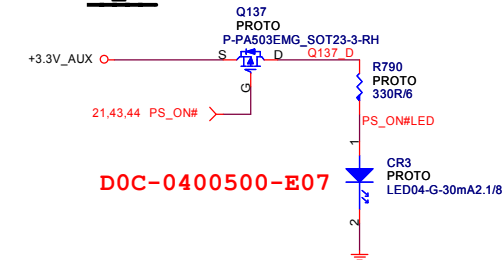 Q137
PROTO
P-PA503EMG_SOT23-3-RH
+3.3V_AUX
S
D
Q137_D
G
R790
PROTO
330R/6
21,43,44 PS_ON#
PS_ON#LED
1
CR3
PROTO
LED04-G-30mA2.1/8
D0C-0400500-E07
2